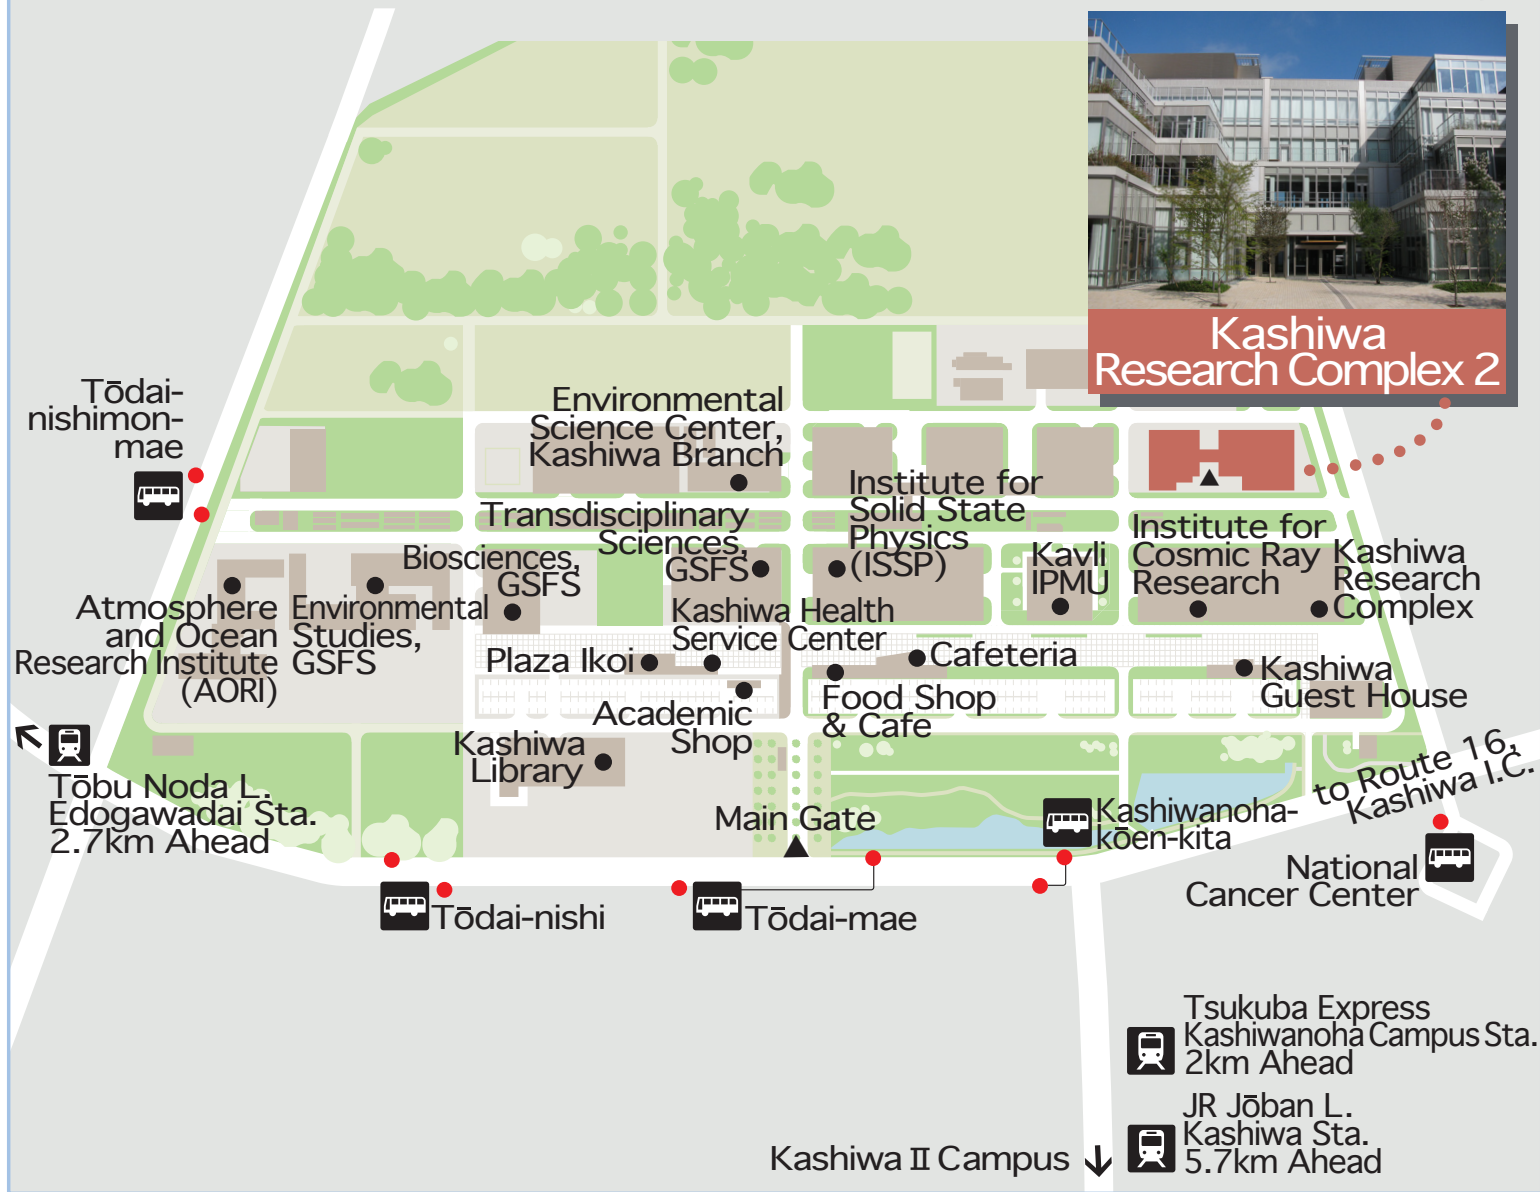 Kashiwa
Research Complex 2
Tōdai-
nishimon-
mae
Environmental
Science Center,
Kashiwa Branch
Institute for
Solid State
Physics
(ISSP)
Transdisciplinary
Sciences,
GSFS
Biosciences,
GSFS
Kavli
IPMU
Institute for
Cosmic Ray
Research
Kashiwa
Research
Complex
Atmosphere
and Ocean
Research Institute
(AORI)
Environmental
Studies,
GSFS
Kashiwa Health
Service Center
Plaza Ikoi
Cafeteria
Kashiwa
Guest House
Academic
Shop
Food Shop
& Cafe
Kashiwa
Library
Tōbu Noda L.
Edogawadai Sta.
2.7km Ahead
Main Gate
Kashiwanoha-
kōen-kita
to Route 16,
Kashiwa I.C.
National
Cancer Center
Tōdai-nishi
Tōdai-mae
Tsukuba Express
Kashiwanoha Campus Sta.
2km Ahead
JR Jōban L.
Kashiwa Sta.
5.7km Ahead
Kashiwa Ⅱ Campus